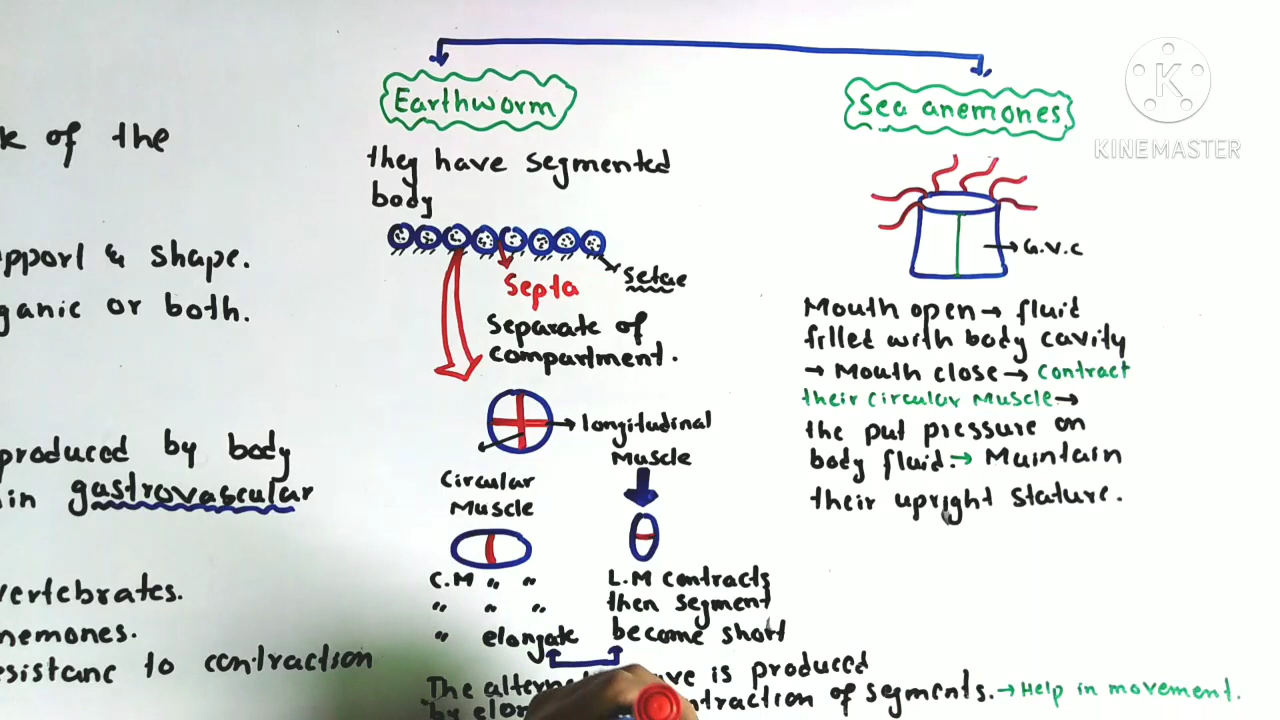 k of the
pport & shape.
ganic or both.
produced by body
in gastrovascular
vertebrates.
nemones.
esistanc to contraction
Earthworm
they have segmented
body
Septa
Setae
Separate of
compartment.
longitudinal
Muscle
Circular
Muscle
C.M " "
" " "
" elongate
L.M contracts
then segment
become short
The alterna ve is produced
by elon ntraction of segments. → Help in movement.
Sea anemones
G.V.C
Mouth open → fluid
filled with body cavity
→ Mouth close → contract
their circular Muscle →
the put pressure on
body fluid. → Maintain
their upright stature.
K
KINEMASTER